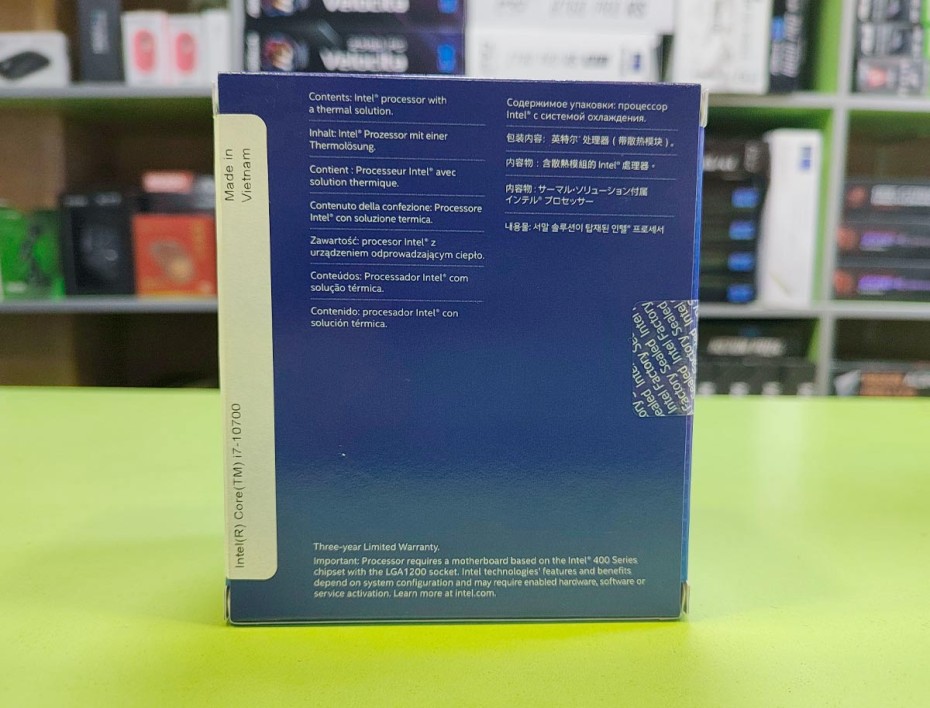 Velocita
Velocita
Made in
Vietnam
Intel(R) Core(TM) i7-10700
Contents: Intel® processor with
a thermal solution.
Inhalt: Intel® Prozessor mit einer
Thermolösung.
Contient : Processeur Intel® avec
solution thermique.
Contenuto della confezione: Processore
Intel® con soluzione termica.
Zawartość: procesor Intel® z
urządzeniem odprowadzającym ciepło.
Conteúdos: Processador Intel® com
solução térmica.
Contenido: procesador Intel® con
solución térmica.
Содержимое упаковки: процессор
Intel® с системой охлаждения.
包装内容: 英特尔® 处理器 ( 带散热模块 ) 。
内容物：含散熱模組的 Intel® 處理器。
内容物 : サーマル・ソリューション付属
インテル® プロセッサー
내용물: 서말 솔루션이 탑재된 인텔® 프로세서
Intel Factory Sealed
Three-year Limited Warranty.
Important: Processor requires a motherboard based on the Intel® 400 Series
chipset with the LGA1200 socket. Intel technologies' features and benefits
depend on system configuration and may require enabled hardware, software or
service activation. Learn more at intel.com.